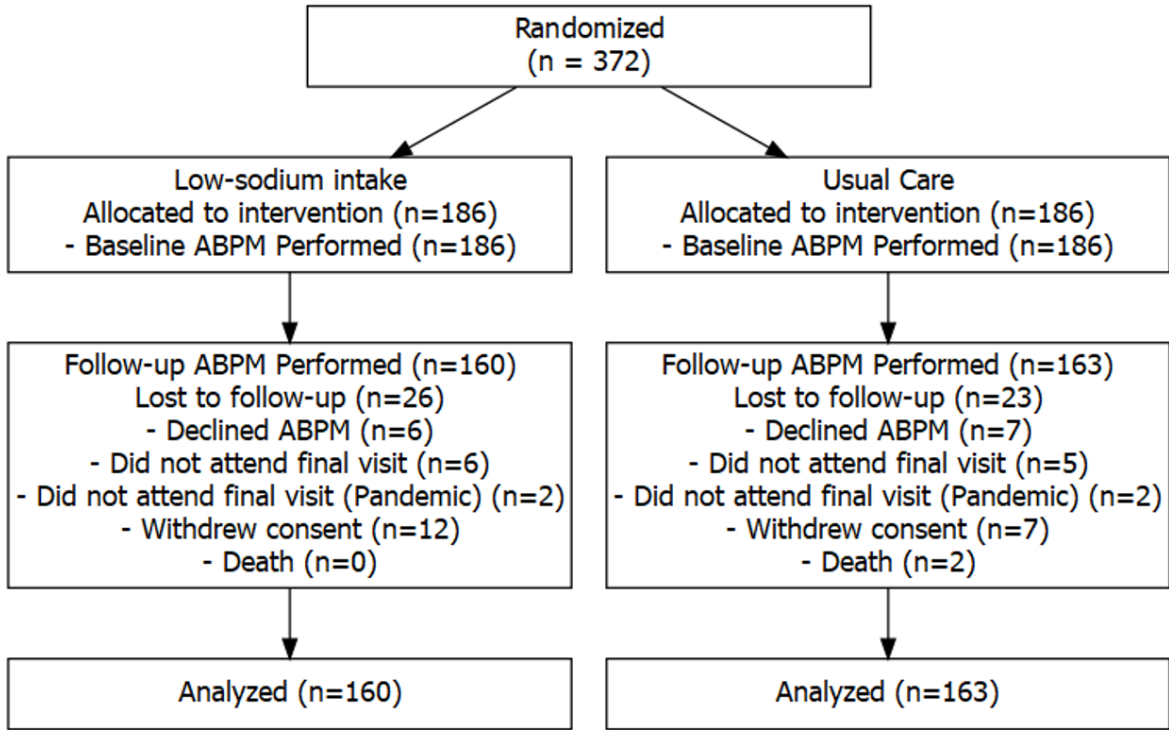 Randomized
(n = 372)
Low-sodium intake
Allocated to intervention (n=186)
- Baseline ABPM Performed (n=186)
Usual Care
Allocated to intervention (n=186)
- Baseline ABPM Performed (n=186)
Follow-up ABPM Performed (n=160)
Lost to follow-up (n=26)
- Declined ABPM (n=6)
- Did not attend final visit (n=6)
- Did not attend final visit (Pandemic) (n=2)
- Withdrew consent (n=12)
- Death (n=0)
Follow-up ABPM Performed (n=163)
Lost to follow-up (n=23)
- Declined ABPM (n=7)
- Did not attend final visit (n=5)
- Did not attend final visit (Pandemic) (n=2)
- Withdrew consent (n=7)
- Death (n=2)
Analyzed (n=160)
Analyzed (n=163)